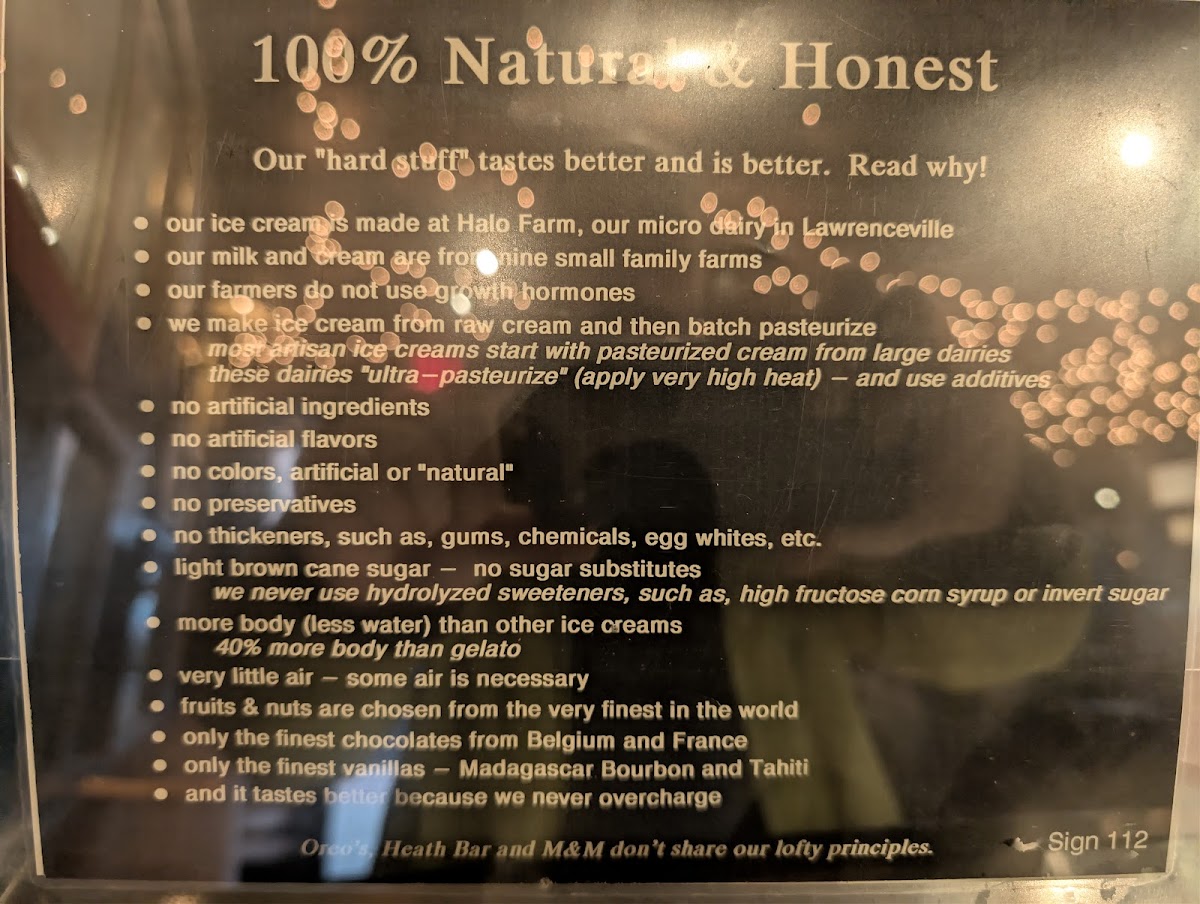 100% Natural & Honest
Our "hard stuff" tastes better and is better. Read why!
• our ice cream is made at Halo Farm, our micro dairy in Lawrenceville
• our milk and cream are from nine small family farms
• our farmers do not use growth hormones
• we make ice cream from raw cream and then batch pasteurize
most artisan ice creams start with pasteurized cream from large dairies
these dairies "ultra–pasteurize" (apply very high heat) – and use additives
• no artificial ingredients
• no artificial flavors
• no colors, artificial or "natural"
• no preservatives
• no thickeners, such as, gums, chemicals, egg whites, etc.
• light brown cane sugar – no sugar substitutes
we never use hydrolyzed sweeteners, such as, high fructose corn syrup or invert sugar
• more body (less water) than other ice creams
40% more body than gelato
• very little air – some air is necessary
• fruits & nuts are chosen from the very finest in the world
• only the finest chocolates from Belgium and France
• only the finest vanillas – Madagascar Bourbon and Tahiti
• and it tastes better because we never overcharge
Oreo's, Heath Bar and M&M don't share our lofty principles.
Sign 112